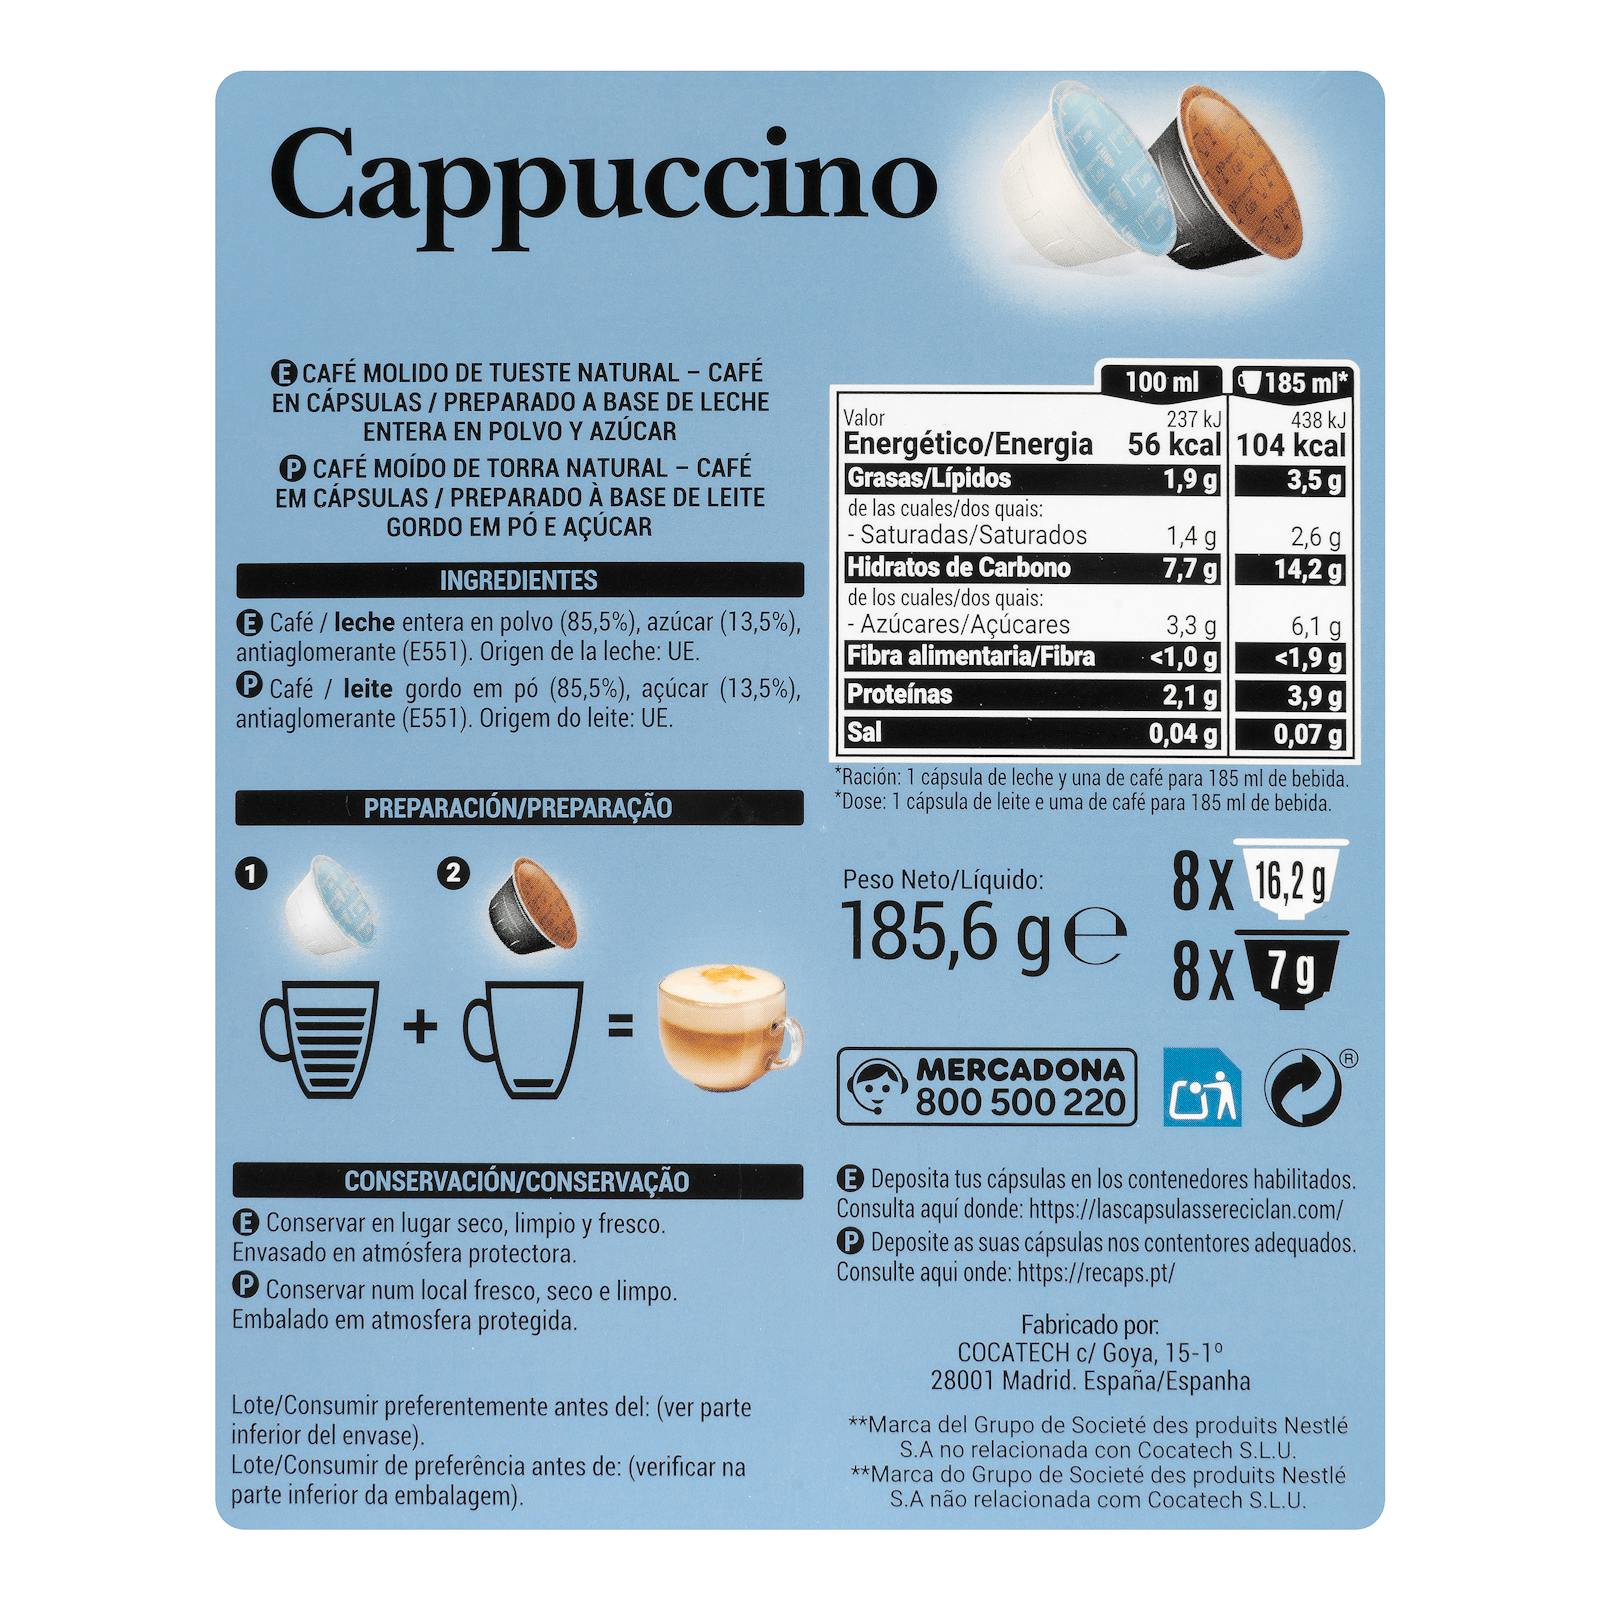 Cappuccino
E CAFÉ MOLIDO DE TUESTE NATURAL – CAFÉ
EN CÁPSULAS / PREPARADO A BASE DE LECHE
ENTERA EN POLVO Y AZÚCAR
P CAFÉ MOÍDO DE TORRA NATURAL – CAFÉ
EM CÁPSULAS / PREPARADO À BASE DE LEITE
GORDO EM PÓ E AÇÚCAR
INGREDIENTES
E Café / leche entera en polvo (85,5%), azúcar (13,5%),
antiaglomerante (E551). Origen de la leche: UE.
P Café / leite gordo em pó (85,5%), açúcar (13,5%),
antiaglomerante (E551). Origem do leite: UE.
PREPARACIÓN/PREPARAÇÃO
1 2
+ =
CONSERVACIÓN/CONSERVAÇÃO
E Conservar en lugar seco, limpio y fresco.
Envasado en atmósfera protectora.
P Conservar num local fresco, seco e limpo.
Embalado em atmosfera protegida.
Lote/Consumir preferentemente antes del: (ver parte
inferior del envase).
Lote/Consumir de preferência antes de: (verificar na
parte inferior da embalagem).
100 ml 185 ml*
Valor 237 kJ 438 kJ
Energético/Energia 56 kcal 104 kcal
Grasas/Lípidos 1,9 g 3,5 g
de las cuales/dos quais:
- Saturadas/Saturados 1,4 g 2,6 g
Hidratos de Carbono 7,7 g 14,2 g
de los cuales/dos quais:
- Azúcares/Açúcares 3,3 g 6,1 g
Fibra alimentaria/Fibra <1,0 g <1,9 g
Proteínas 2,1 g 3,9 g
Sal 0,04 g 0,07 g
*Ración: 1 cápsula de leche y una de café para 185 ml de bebida.
*Dose: 1 cápsula de leite e uma de café para 185 ml de bebida.
Peso Neto/Líquido:
185,6 g ℮
8 x 16,2 g
8 x 7 g
MERCADONA
800 500 220
®
E Deposita tus cápsulas en los contenedores habilitados.
Consulta aquí donde: https://lascapsulassereciclan.com/
P Deposite as suas cápsulas nos contentores adequados.
Consulte aqui onde: https://recaps.pt/
Fabricado por:
COCATECH c/ Goya, 15-1º
28001 Madrid. España/Espanha
**Marca del Grupo de Societé des produits Nestlé
S.A no relacionada con Cocatech S.L.U.
**Marca do Grupo de Societé des produits Nestlé
S.A não relacionada com Cocatech S.L.U.